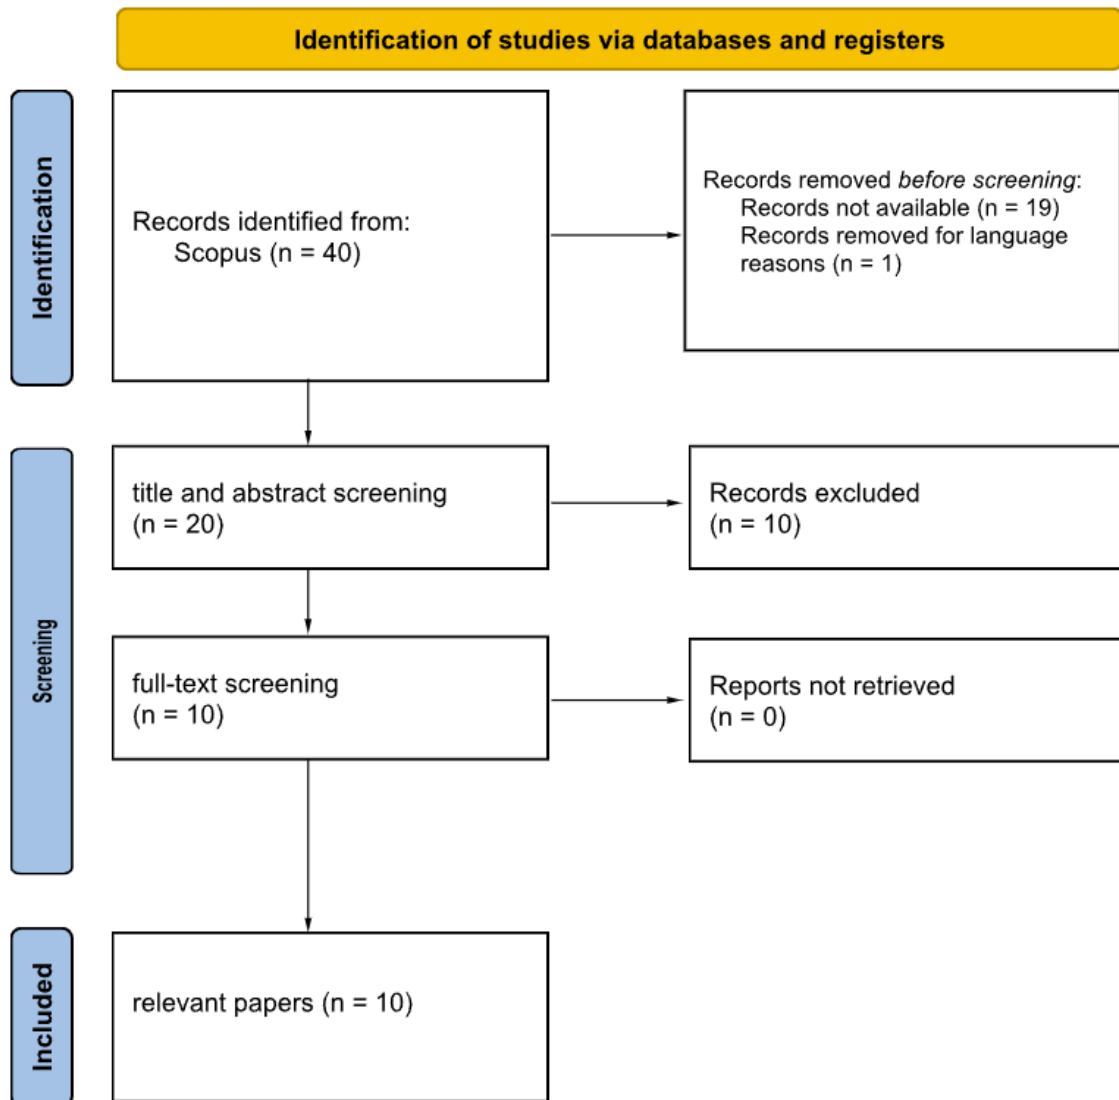 Identification of studies via databases and registers
Identification
Records identified from:
Scopus (n = 40)
Records removed before screening:
Records not available (n = 19)
Records removed for language
reasons (n = 1)
Screening
title and abstract screening
(n = 20)
Records excluded
(n = 10)
full-text screening
(n = 10)
Reports not retrieved
(n = 0)
Included
relevant papers (n = 10)